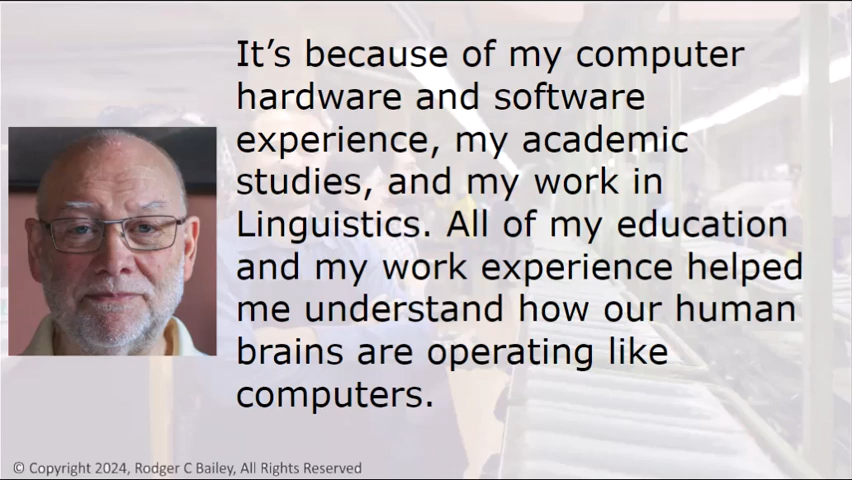 It’s because of my computer
hardware and software
experience, my academic
studies, and my work in
Linguistics. All of my education
and my work experience helped
me understand how our human
brains are operating like
computers.
© Copyright 2024, Rodger C Bailey, All Rights Reserved